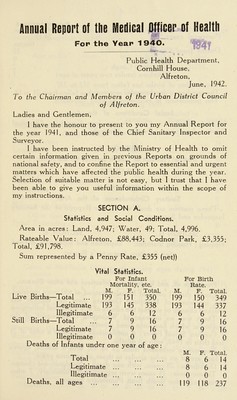 Annual Report of the Medical Officer of Health
For the Year 1940.
1941
Public Health Department,
Cornhill House,
Alfreton,
June, 1942.
To the Chairman and Members of the Urban District Council
of Alfreton.
Ladies and Gentlemen,
I have the honour to present to you my Annual Report for
the year 1941, and those of the Chief Sanitary Inspector and
Surveyor.
I have been instructed by the Ministry of Health to omit
certain information given in previous Reports on grounds of
national safety, and to confine the Report to essential and urgent
matters which have affected the public health during the year.
Selection of suitable matter is not easy, but I trust that I have
been able to give you useful information within the scope of
my instructions.
SECTION A.
Statistics and Social Conditions.
Area in acres: Land, 4,947; Water, 49; Total, 4,996.
Rateable Value: Alfreton, £88,443; Codnor Park, £3,355;
Total, £91,798.
Sum represented by a Penny Rate, £355 (net))
Vital Statistics.
For Infant For Birth
Mortality, etc. Rate.
M. F. Total. M. F. Total.
Live Births—Total ... 199 151 350 199 150 349
Legitimate 193 145 338 193 144 337
Illegitimate 6 6 12 6 6 12
Still Births—Total ... 7 9 16 7 9 16
Legitimate 7 9 16 7 9 16
Illegitimate 0 0 0 0 0 0
Deaths of Infants under one year of age:
M. F. Total.
Total ... ... 8 6 14
Legitimate ... 8 6 14
Illegitimate ... 0 0 0
Deaths, all ages ... ... ... 119 118 237